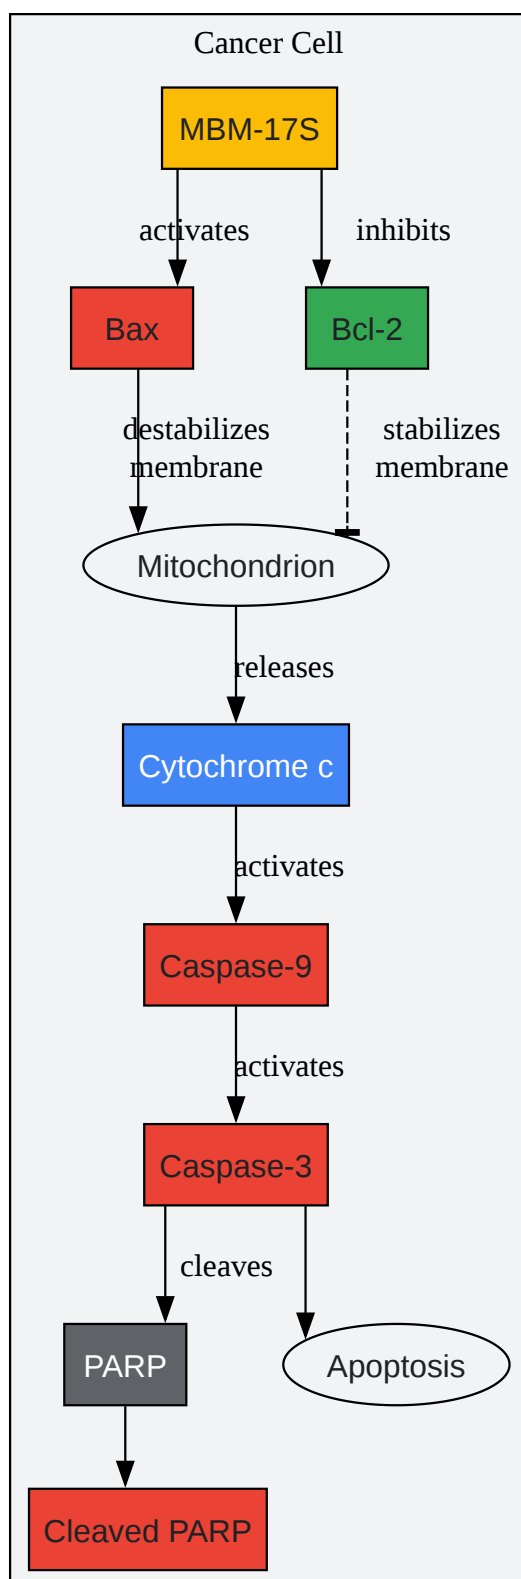 Cancer Cell
MBM-17S
activates
inhibits
Bax
Bcl-2
destabilizes
membrane
stabilizes
membrane
Mitochondrion
releases
Cytochrome c
activates
Caspase-9
activates
Caspase-3
cleaves
PARP
Apoptosis
Cleaved PARP